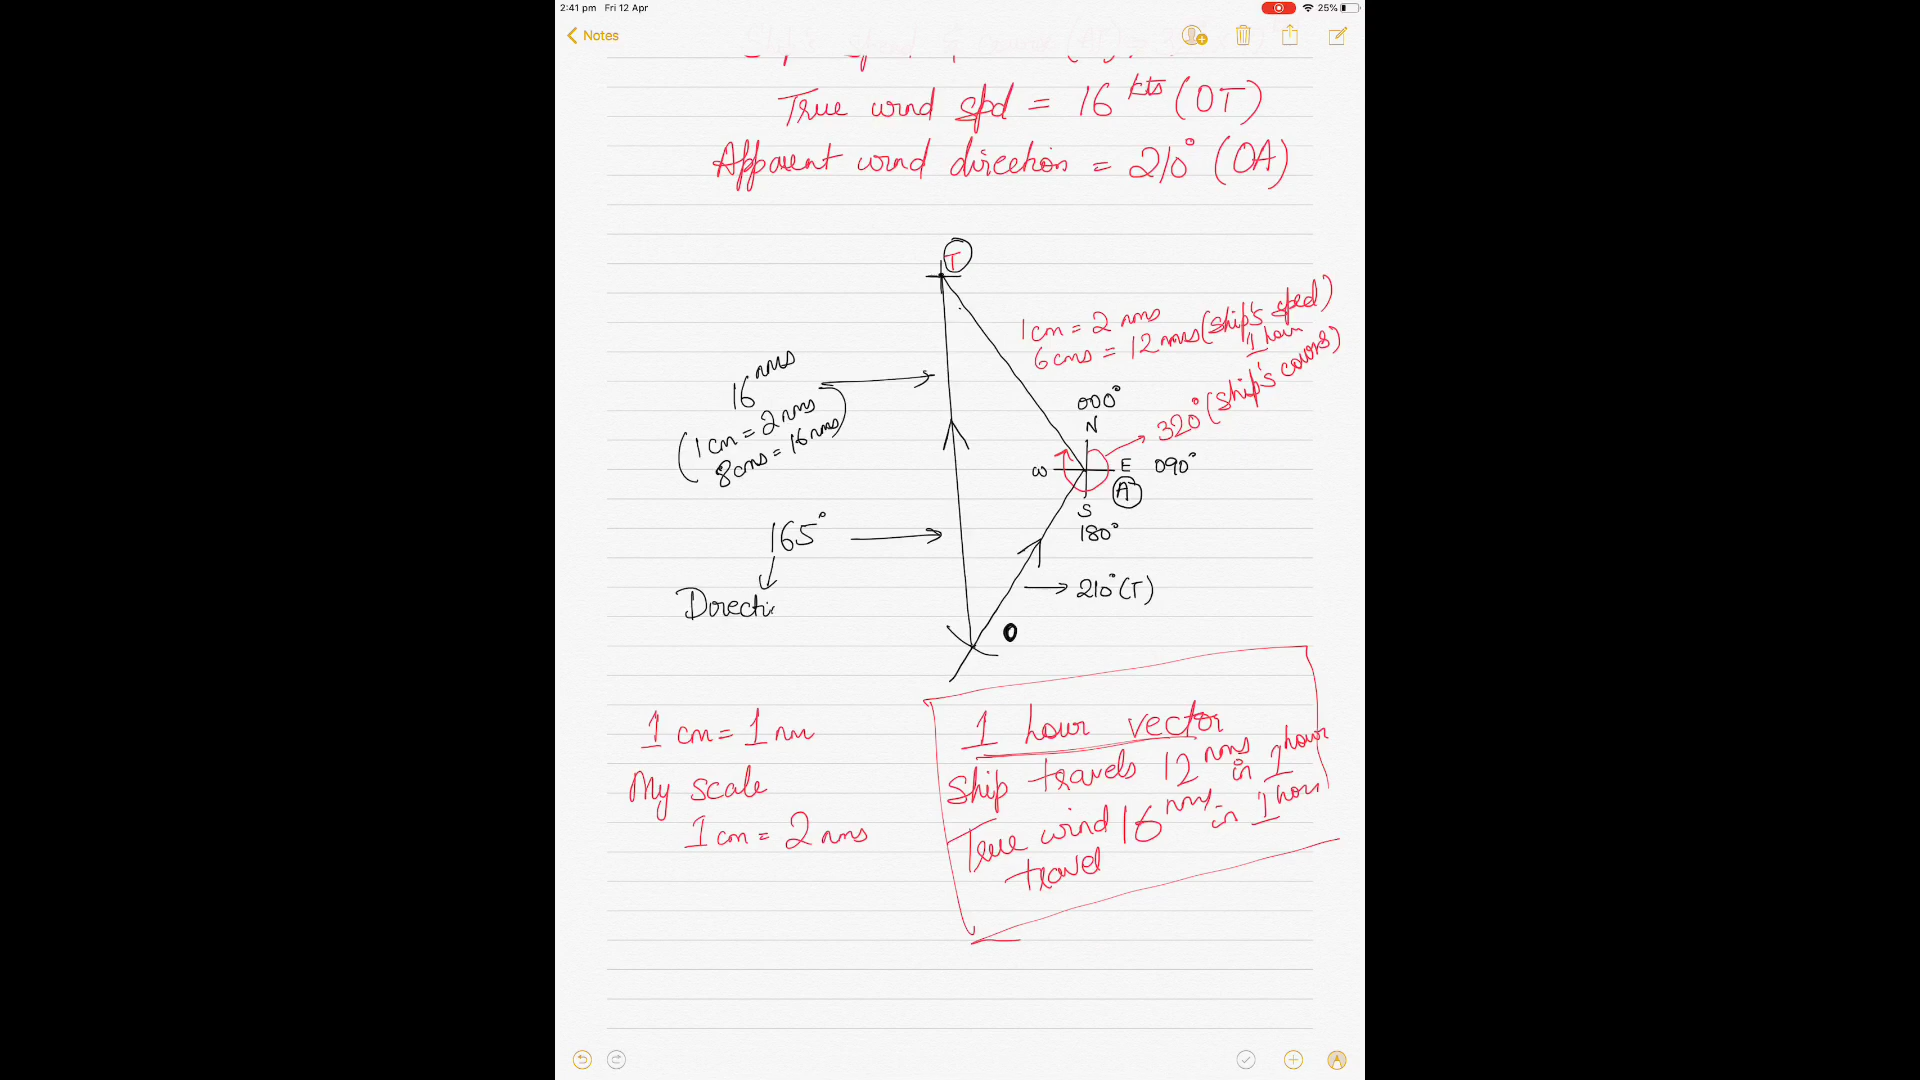 2:41 pm Fri 12 Apr
25%
Notes
True wind spd = 16 kts (OT)
Apparent wind direction = 210° (OA)
T
1 cm = 2 nms
6 cms = 12 nms (ship's speed)
1 hour
16 nms
(1 cm = 2 nms
8 cms = 16 nms)
000°
N
320° (ship's cours)
W
E 090°
A
S
180°
165°
210° (T)
Directi
O
1 cm = 1 nm
My scale
1 cm = 2 nms
1 hour vector
Ship travels 12 nms in 1 hour
True wind 16 nms in 1 hour
travel